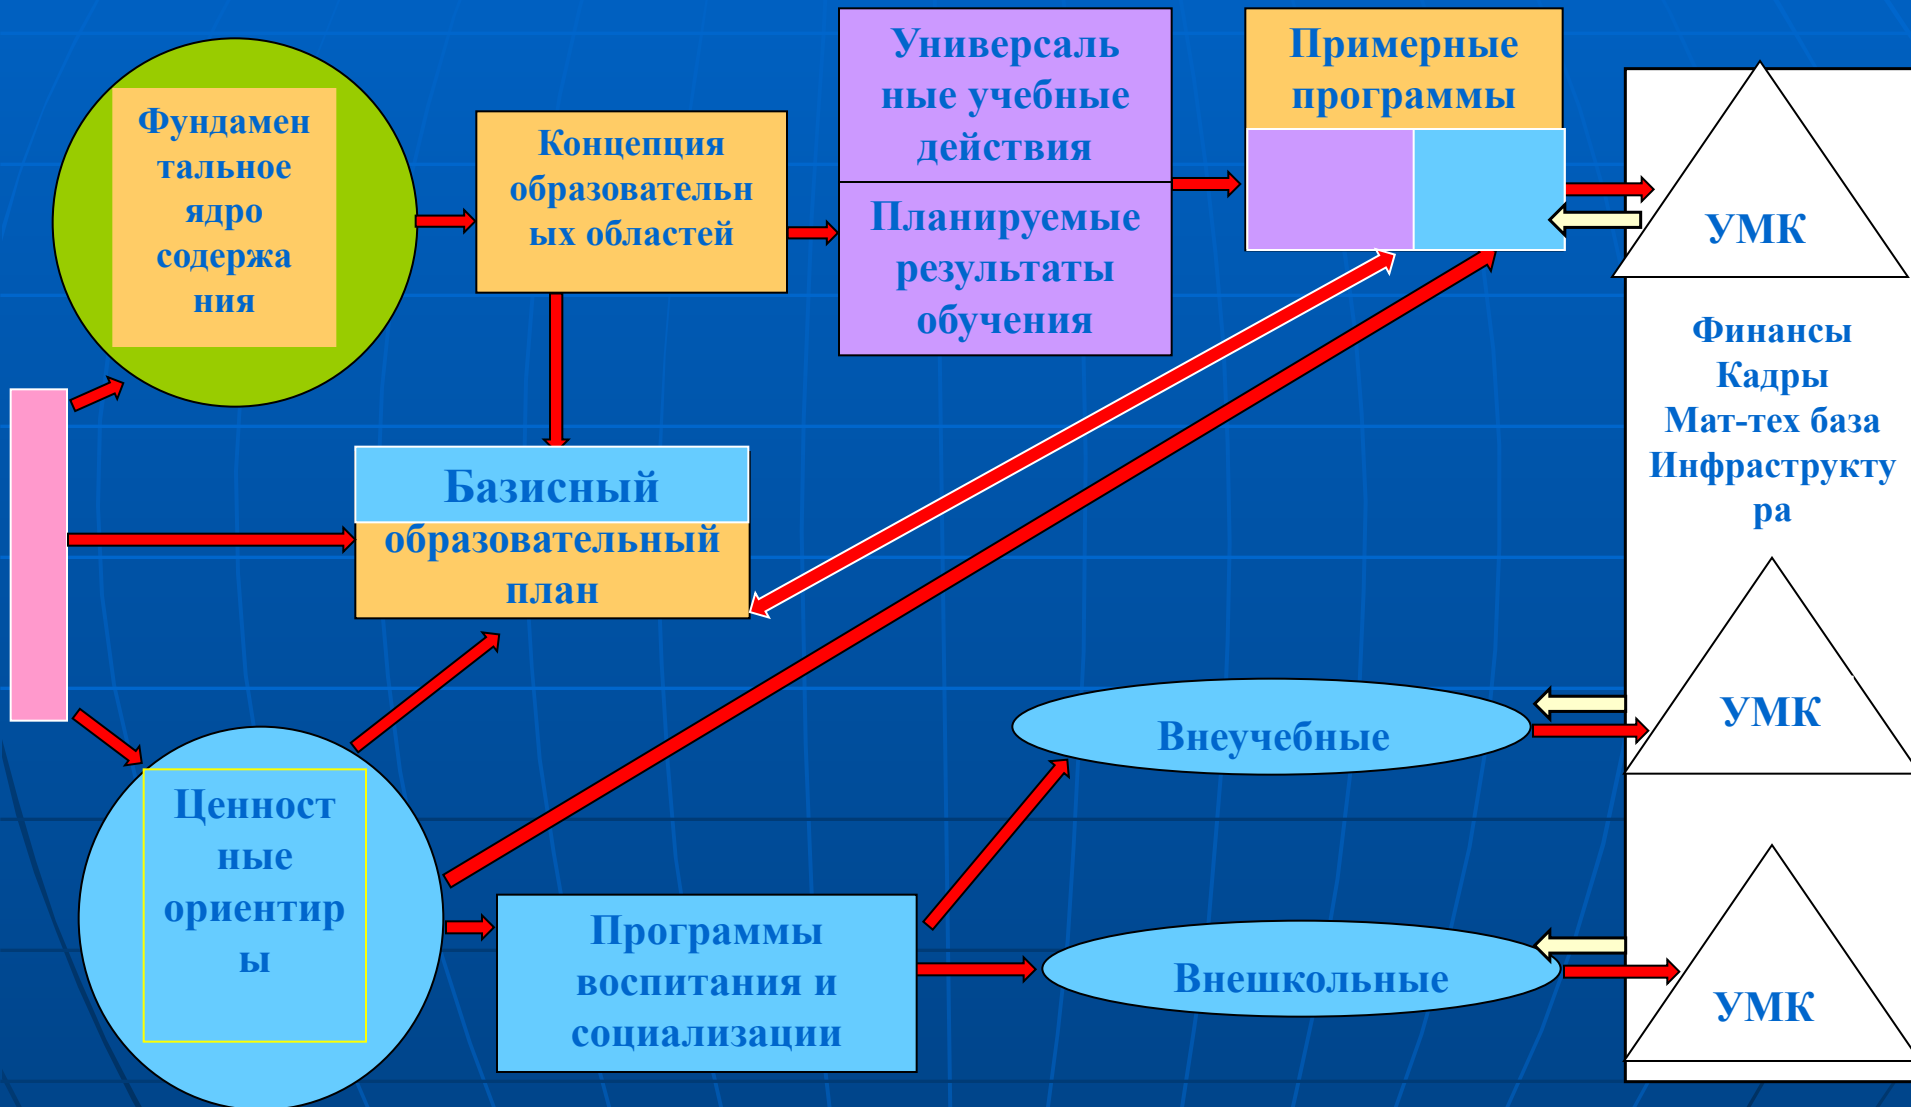 Фундамен
тальное
ядро
содержа
ния
Концепция
образовательн
ых областей
Универсаль
ные учебные
действия
Планируемые
результаты
обучения
Примерные
программы
УМК
Финансы
Кадры
Мат-тех база
Инфраструкту
ра
Базисный
образовательный
план
УМК
Внеучебные
Ценност
ные
ориентир
ы
Программы
воспитания и
социализации
Внешкольные
УМК